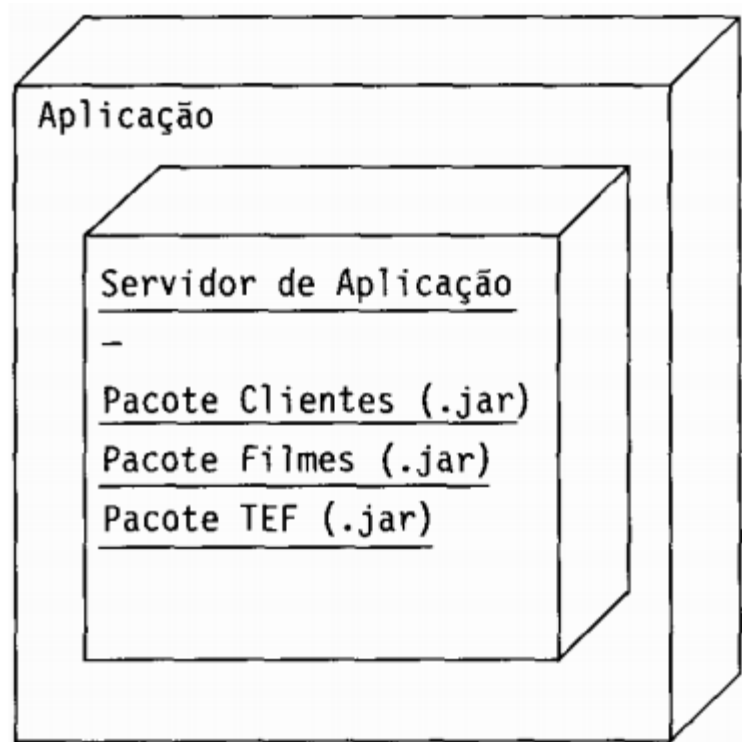 Aplicação
Servidor de Aplicação
–
Pacote Clientes (.jar)
Pacote Filmes (.jar)
Pacote TEF (.jar)